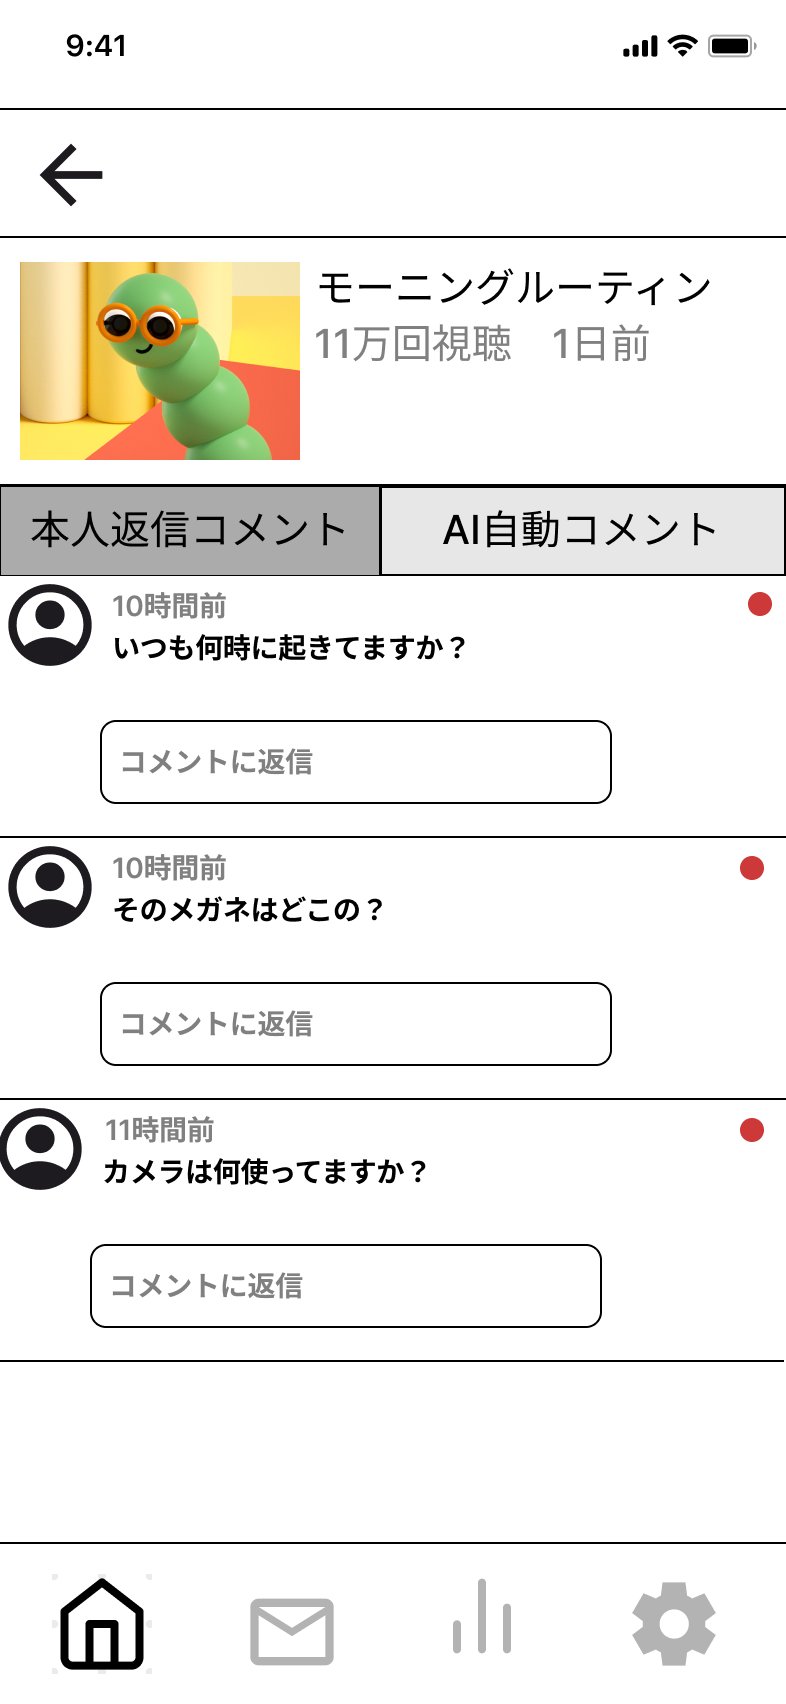 9:41
モーニングルーティン
11万回視聴　1日前
本人返信コメント
AI自動コメント
10時間前
いつも何時に起きてますか？
コメントに返信
10時間前
そのメガネはどこの？
コメントに返信
11時間前
カメラは何使ってますか？
コメントに返信